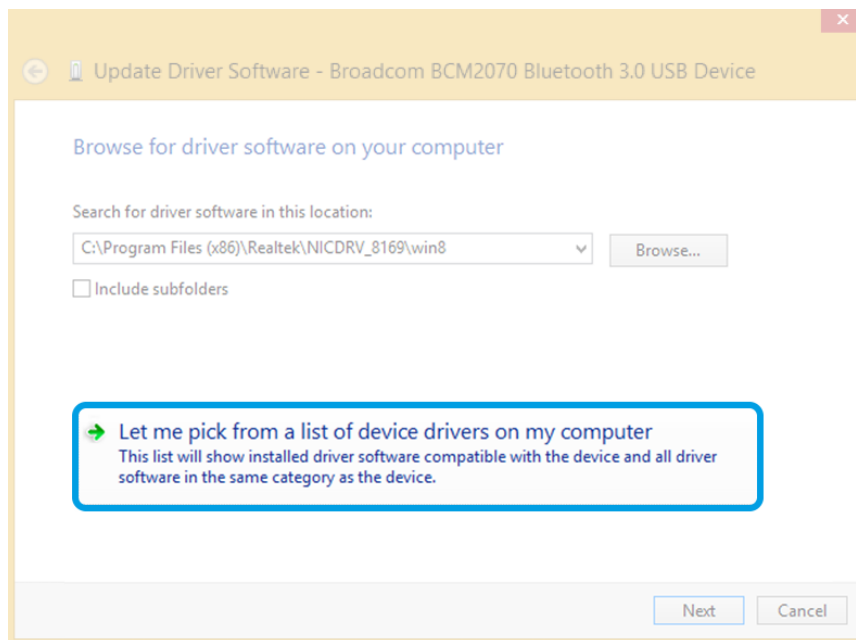 Update Driver Software - Broadcom BCM2070 Bluetooth 3.0 USB Device
Browse for driver software on your computer
Search for driver software in this location:
C:\Program Files (x86)\Realtek\NICDRV_8169\win8
Browse...
Include subfolders
Let me pick from a list of device drivers on my computer
This list will show installed driver software compatible with the device and all driver
software in the same category as the device.
Next
Cancel